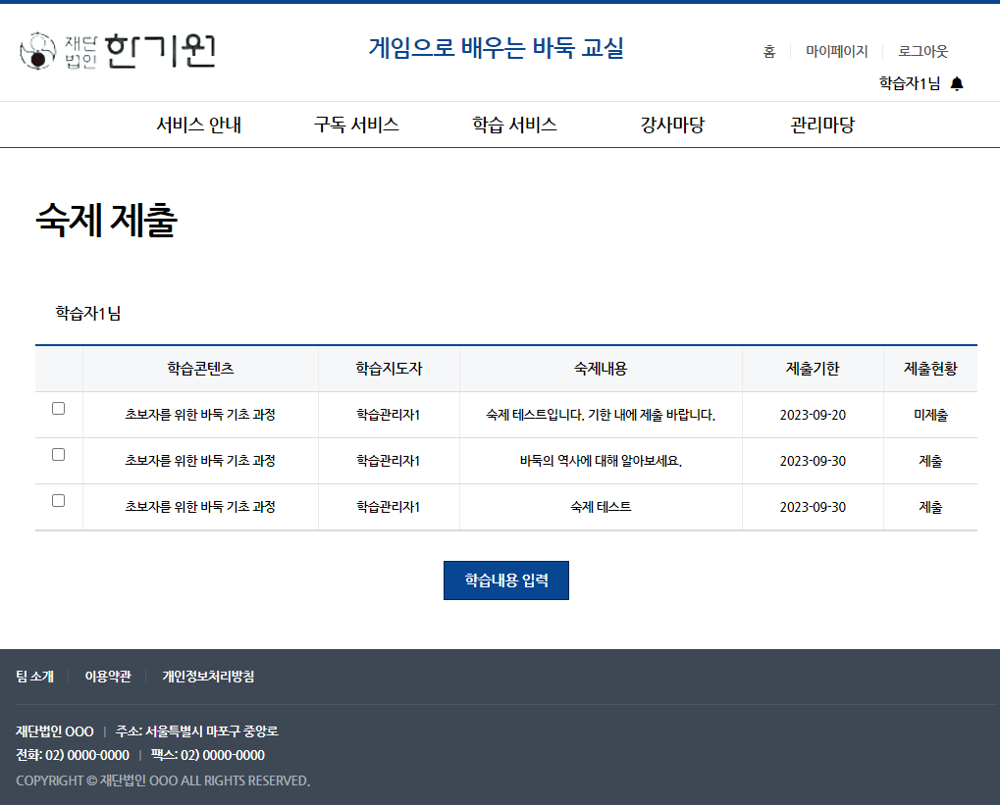 재단
법인 한기원
게임으로 배우는 바둑 교실
홈 마이페이지 로그아웃
학습자1님
서비스 안내 구독 서비스 학습 서비스 강사마당 관리마당
숙제 제출
학습자1님
학습콘텐츠 학습지도자 숙제내용 제출기한 제출현황
초보자를 위한 바둑 기초 과정 학습관리자1 숙제 테스트입니다. 기한 내에 제출 바랍니다. 2023-09-20 미제출
초보자를 위한 바둑 기초 과정 학습관리자1 바둑의 역사에 대해 알아보세요. 2023-09-30 제출
초보자를 위한 바둑 기초 과정 학습관리자1 숙제 테스트 2023-09-30 제출
학습내용 입력
팀 소개 이용약관 개인정보처리방침
재단법인 OOO | 주소: 서울특별시 마포구 중앙로
전화: 02) 0000-0000 | 팩스: 02) 0000-0000
COPYRIGHT © 재단법인 OOO ALL RIGHTS RESERVED.